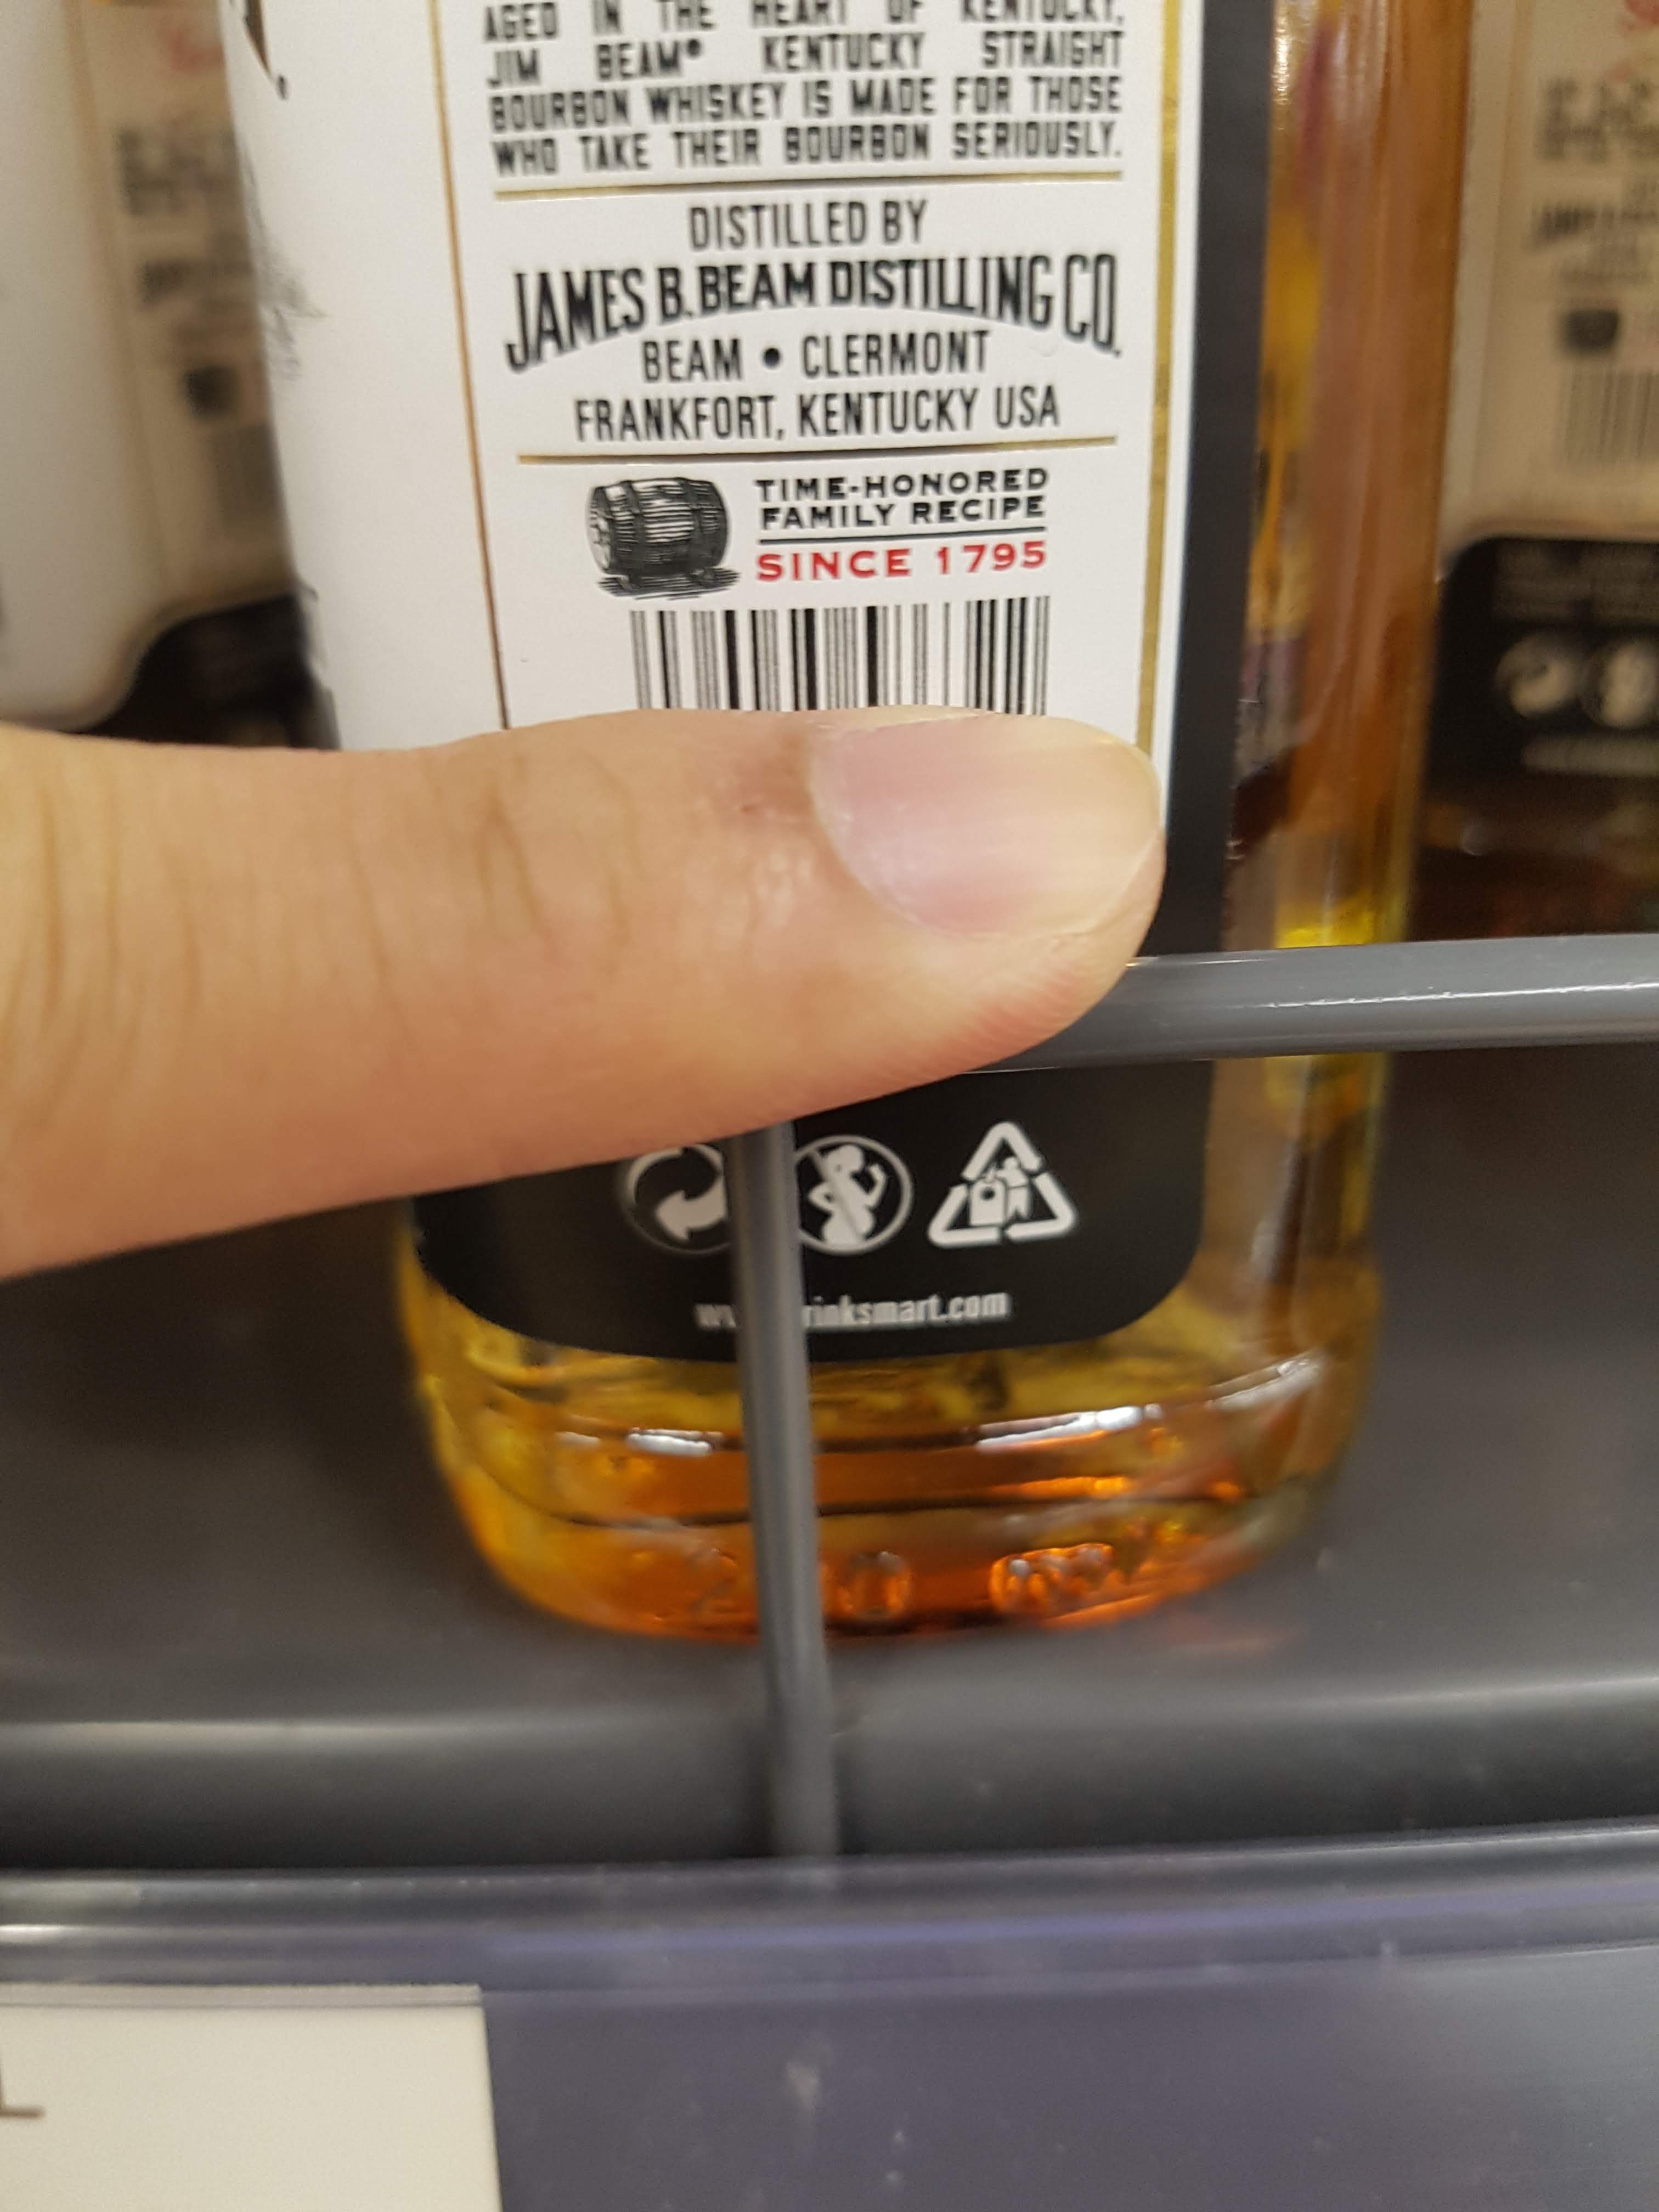 AGED IN THE HEART OF KENTUCKY,
JIM BEAM® KENTUCKY STRAIGHT
BOURBON WHISKEY IS MADE FOR THOSE
WHO TAKE THEIR BOURBON SERIOUSLY.
DISTILLED BY
JAMES B. BEAM DISTILLING CO.
BEAM • CLERMONT
FRANKFORT, KENTUCKY USA
TIME-HONORED
FAMILY RECIPE
SINCE 1795
rinksmart.com